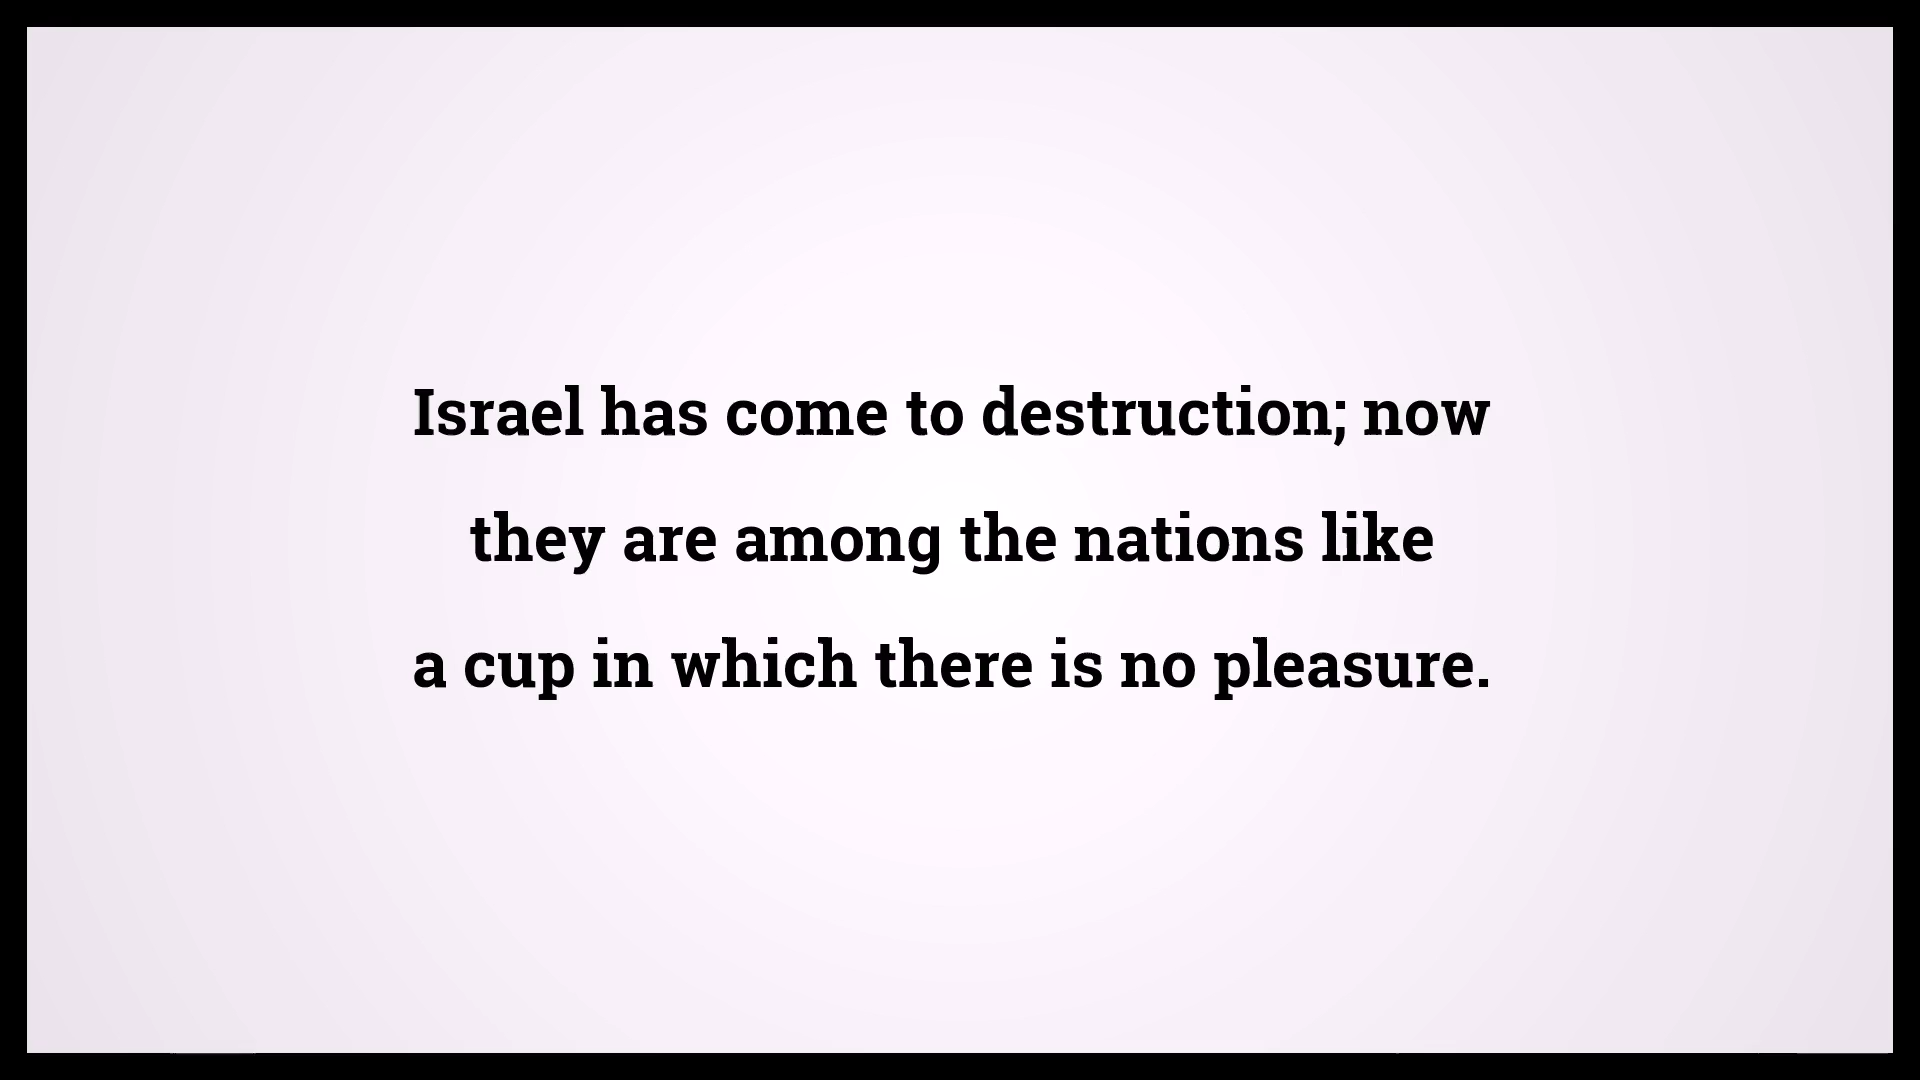 Israel has come to destruction; now
they are among the nations like
a cup in which there is no pleasure.